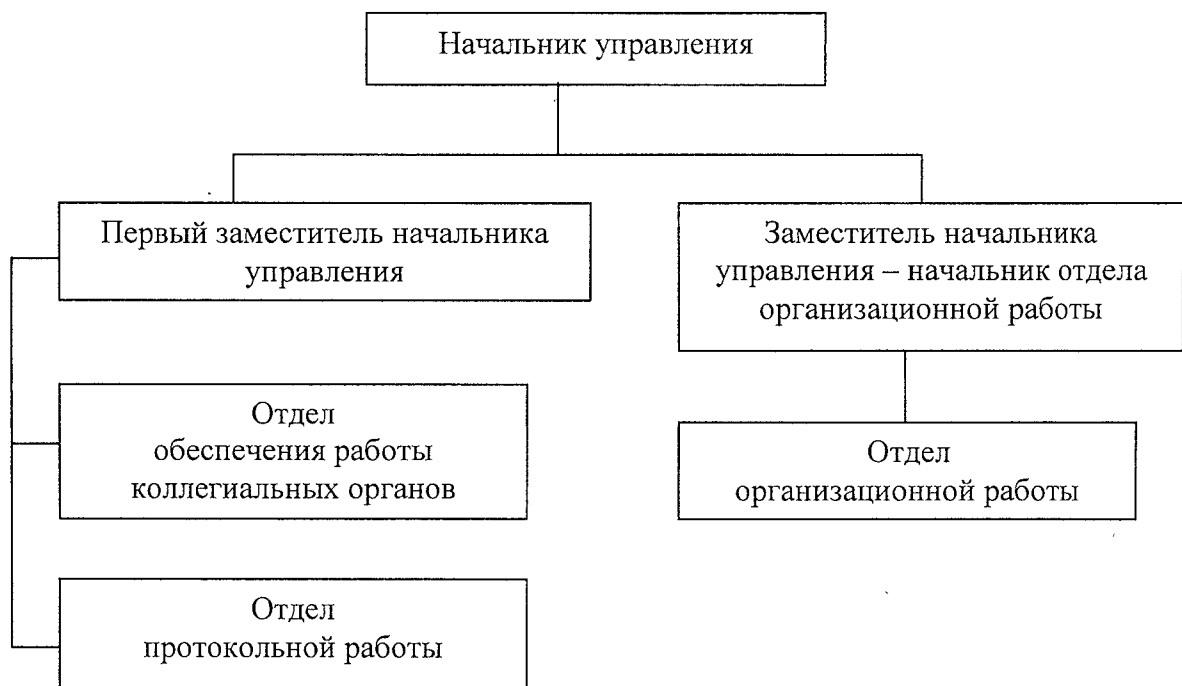 Начальник управления
Первый заместитель начальника
управления
Заместитель начальника
управления – начальник отдела
организационной работы
Отдел
обеспечения работы
коллегиальных органов
Отдел
организационной работы
Отдел
протокольной работы